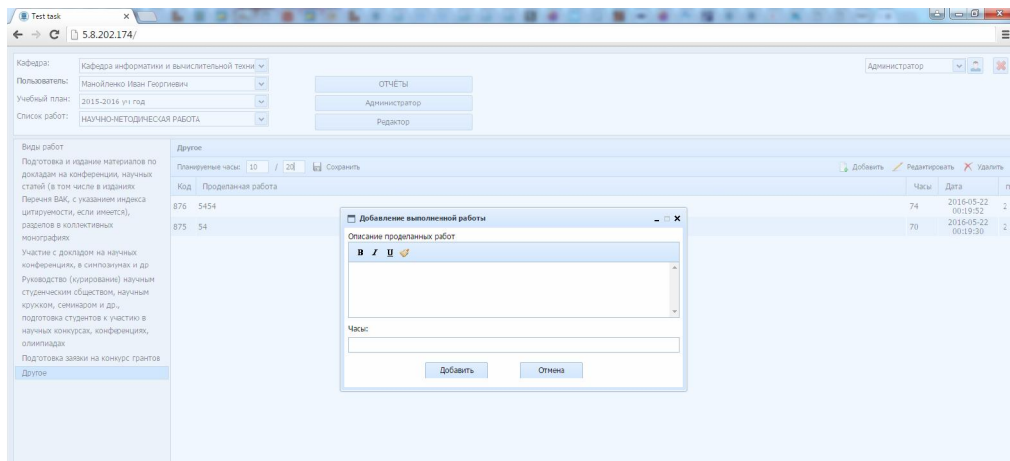 Test task
5.8.202.174/
Кафедра: Кафедра информатики и вычислительной техни
Администратор
Пользователь: Манойленко Иван Георгиевич
ОТЧЁТЫ
Учебный план: 2015-2016 уч год
Администратор
Список работ: НАУЧНО-МЕТОДИЧЕСКАЯ РАБОТА
Редактор
Виды работ
Подготовка и издание материалов по
докладам на конференции, научных
статей (в том числе в изданиях
Перечня ВАК, с указанием индекса
цитируемости, если имеется),
разделов в коллективных
монографиях
Участие с докладом на научных
конференциях, в симпозиумах и др
Руководство (курирование) научным
студенческим обществом, научным
кружком, семинаром и др.,
подготовка студентов к участию в
научных конкурсах, конференциях,
олимпиадах
Подготовка заявки на конкурс грантов
Другое
Другое
Планируемые часы: 10 / 20 Сохранить
Добавить Редактировать Удалить
Код Проделанная работа Часы Дата
876 5454 74 2016-05-22 00:19:52 2
875 54 70 2016-05-22 00:19:30 2
Добавление выполненной работы
Описание проделанных работ
B I U
Часы:
Добавить Отмена